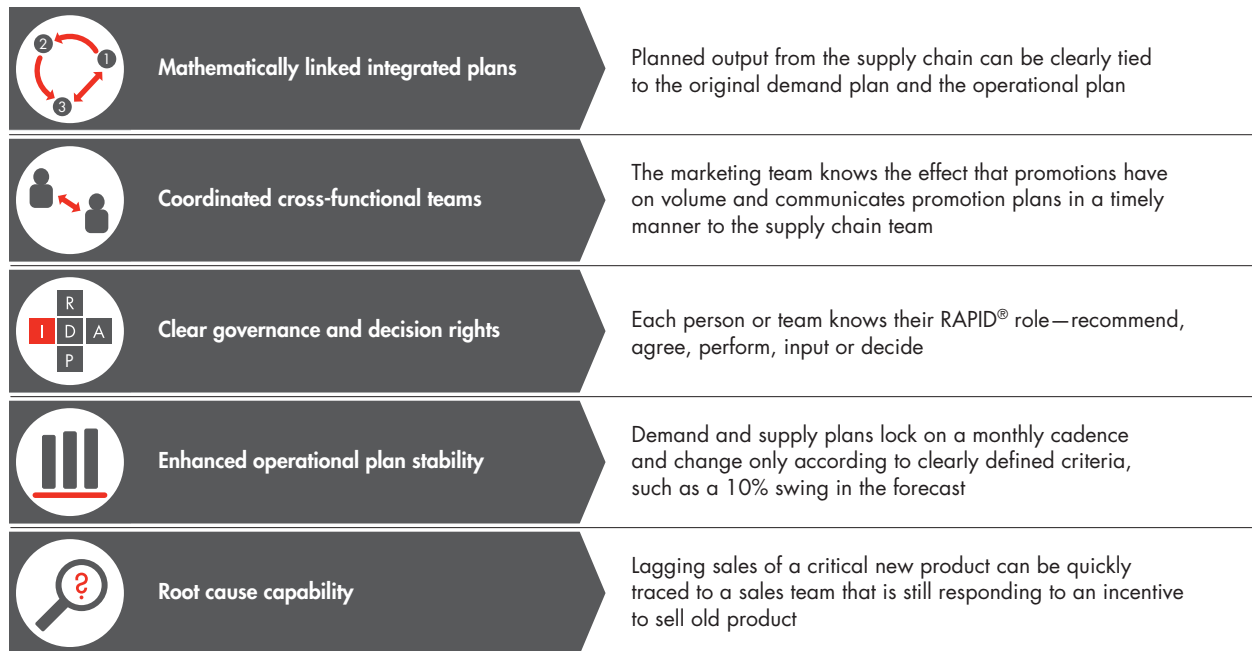 2
1
3
Mathematically linked integrated plans
Planned output from the supply chain can be clearly tied
to the original demand plan and the operational plan
Coordinated cross-functional teams
The marketing team knows the effect that promotions have
on volume and communicates promotion plans in a timely
manner to the supply chain team
R
I D A
P
Clear governance and decision rights
Each person or team knows their RAPID® role—recommend,
agree, perform, input or decide
Enhanced operational plan stability
Demand and supply plans lock on a monthly cadence
and change only according to clearly defined criteria,
such as a 10% swing in the forecast
?
Root cause capability
Lagging sales of a critical new product can be quickly
traced to a sales team that is still responding to an incentive
to sell old product